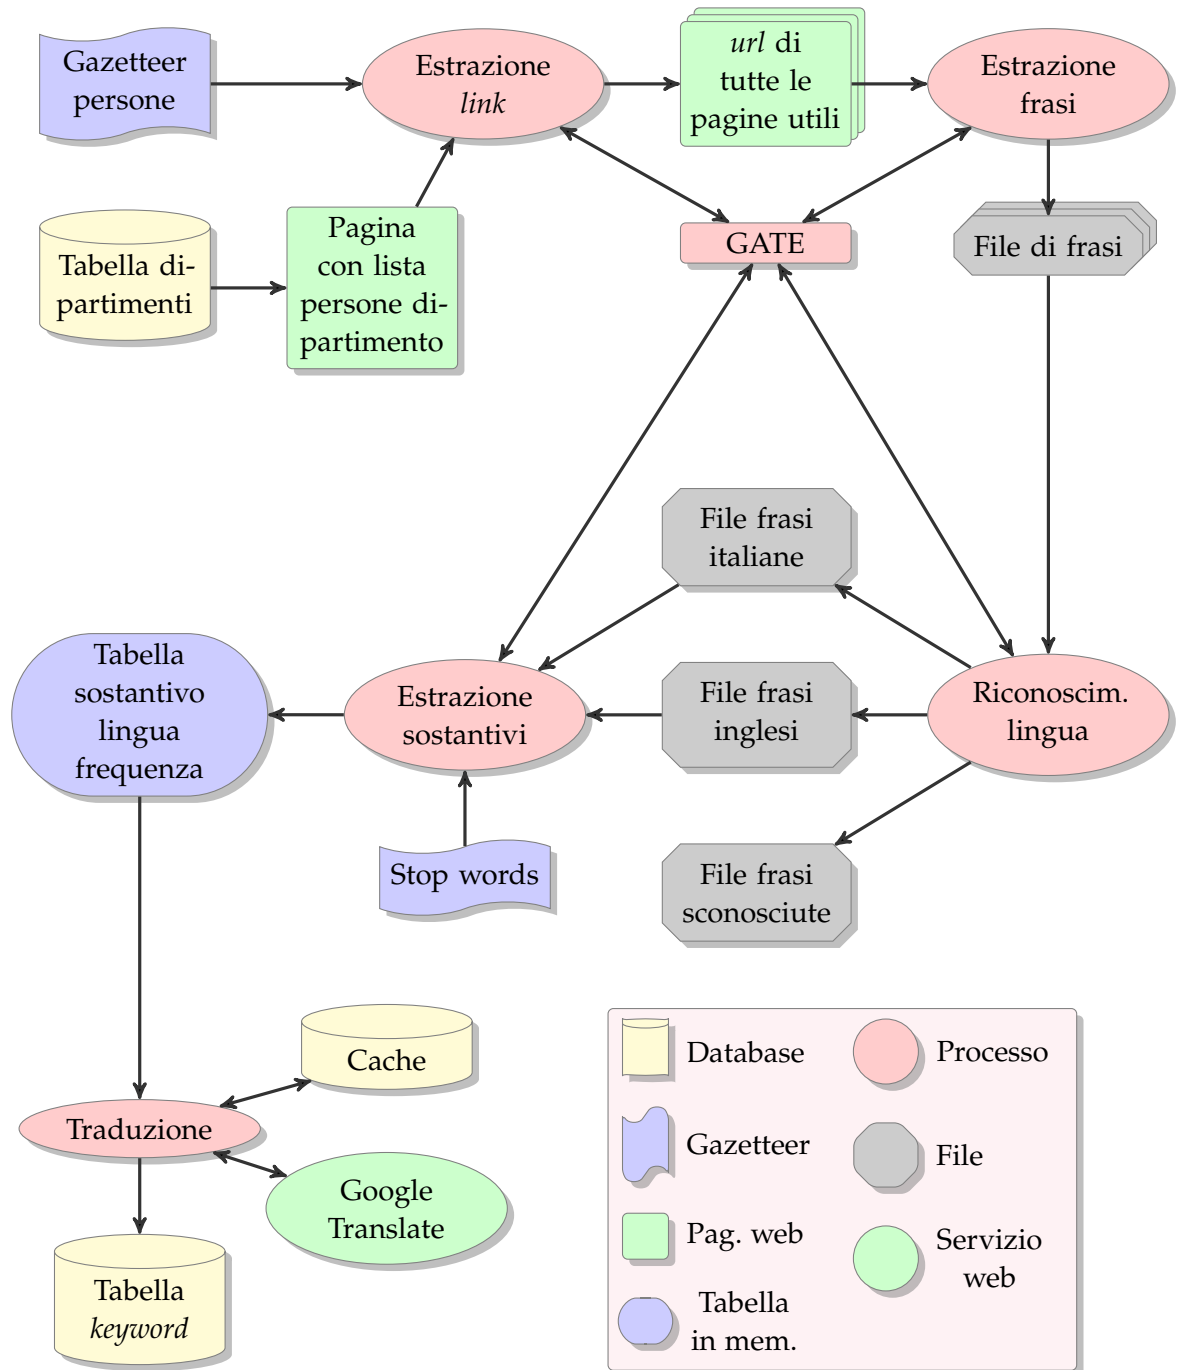 Gazetteer
persone
Estrazione
link
url di
tutte le
pagine utili
Estrazione
frasi
Tabella di-
partimenti
Pagina
con lista
persone di-
partimento
GATE
File di frasi
File frasi
italiane
Tabella
sostantivo
lingua
frequenza
Estrazione
sostantivi
File frasi
inglesi
Riconoscim.
lingua
Stop words
File frasi
sconosciute
Cache
Traduzione
Google
Translate
Tabella
keyword
Database
Processo
Gazetteer
File
Pag. web
Servizio
web
Tabella
in mem.